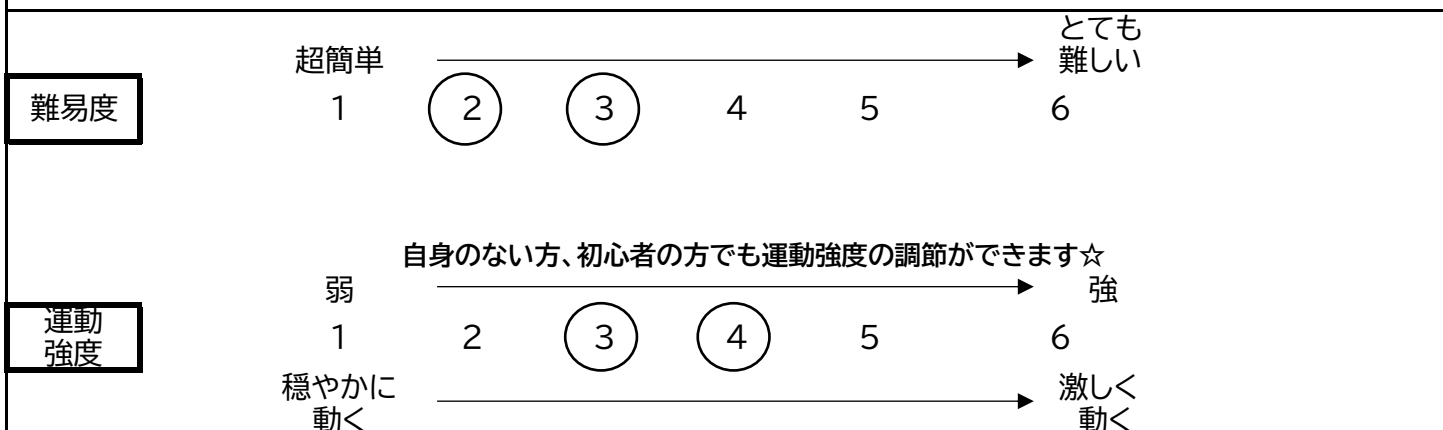 とても
超簡単 難しい
難易度 1 2 3 4 5 6
自身のない方、初心者の方でも運動強度の調節ができます☆
弱 強
運動
強度
1 2 3 4 5 6
穏やかに 激しく
動く 動く